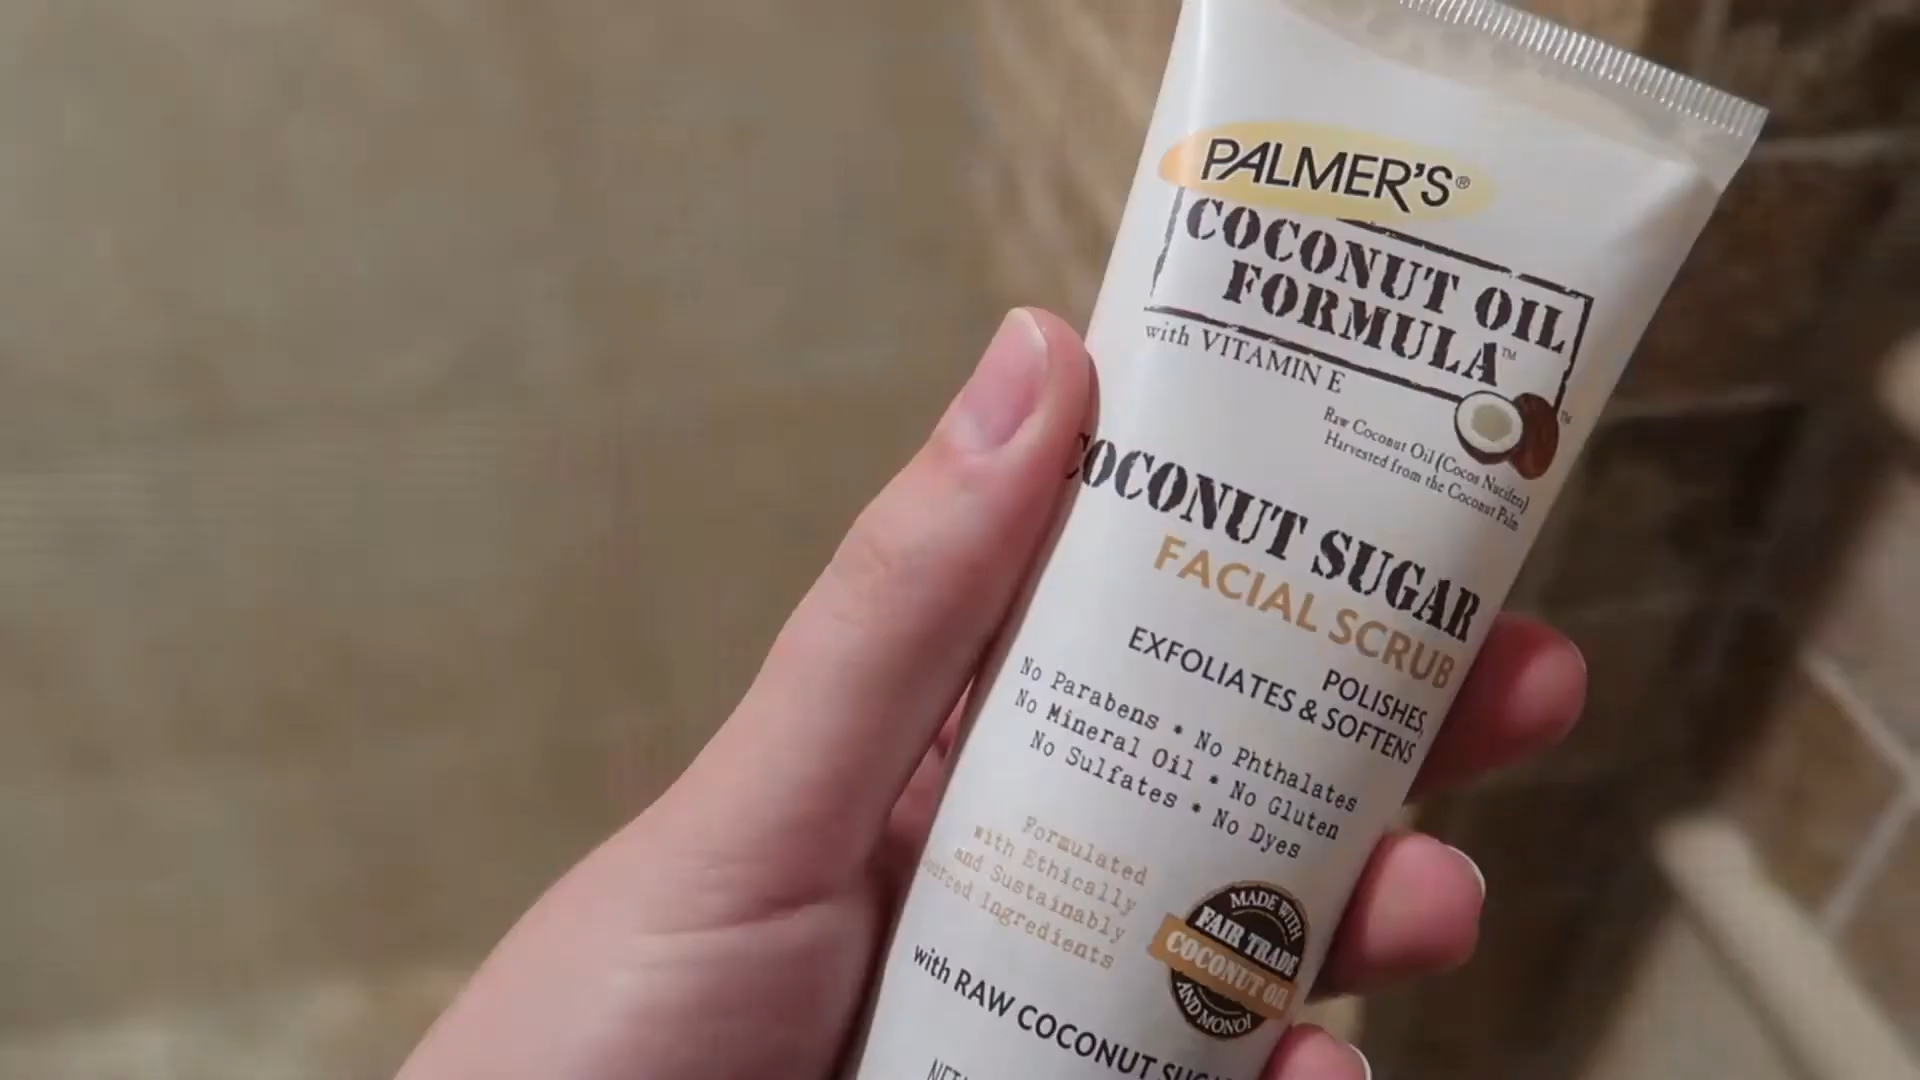 PALMER'S®
COCONUT OIL
FORMULA™
with VITAMIN E
Raw Coconut Oil (Cocos Nucifera)
Harvested from the Coconut Palm
COCONUT SUGAR
FACIAL SCRUB
POLISHES,
EXFOLIATES & SOFTENS
No Parabens • No Phthalates
No Mineral Oil • No Gluten
No Sulfates • No Dyes
Formulated
with Ethically
and Sustainably
Sourced Ingredients
MADE WITH
FAIR TRADE
COCONUT OIL
AND MONOI
with RAW COCONUT SUGAR